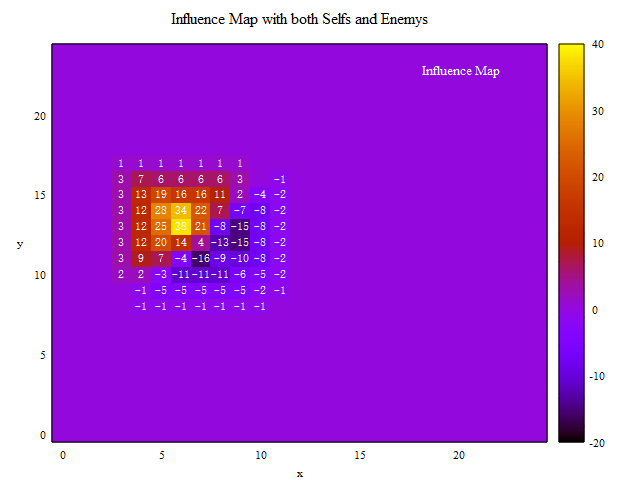 Influence Map with both Selfs and Enemys
40
Influence Map
30
20
20
1 1 1 1 1 1 1
3 7 6 6 6 6 3 -1
15 3 13 19 16 16 11 2 -4 -2
3 12 28 34 22 7 -7 -8 -2
10
y
3 12 25 38 21 -8 -15 -8 -2
3 12 20 14 4 -13 -15 -8 -2
0
3 9 7 -4 -16 -9 -10 -8 -2
10 2 2 -3 -11 -11 -11 -6 -5 -2
-1 -5 -5 -5 -5 -5 -2 -1
-1 -1 -1 -1 -1 -1 -1
-10
5
0
-20
0 5 10 15 20
x